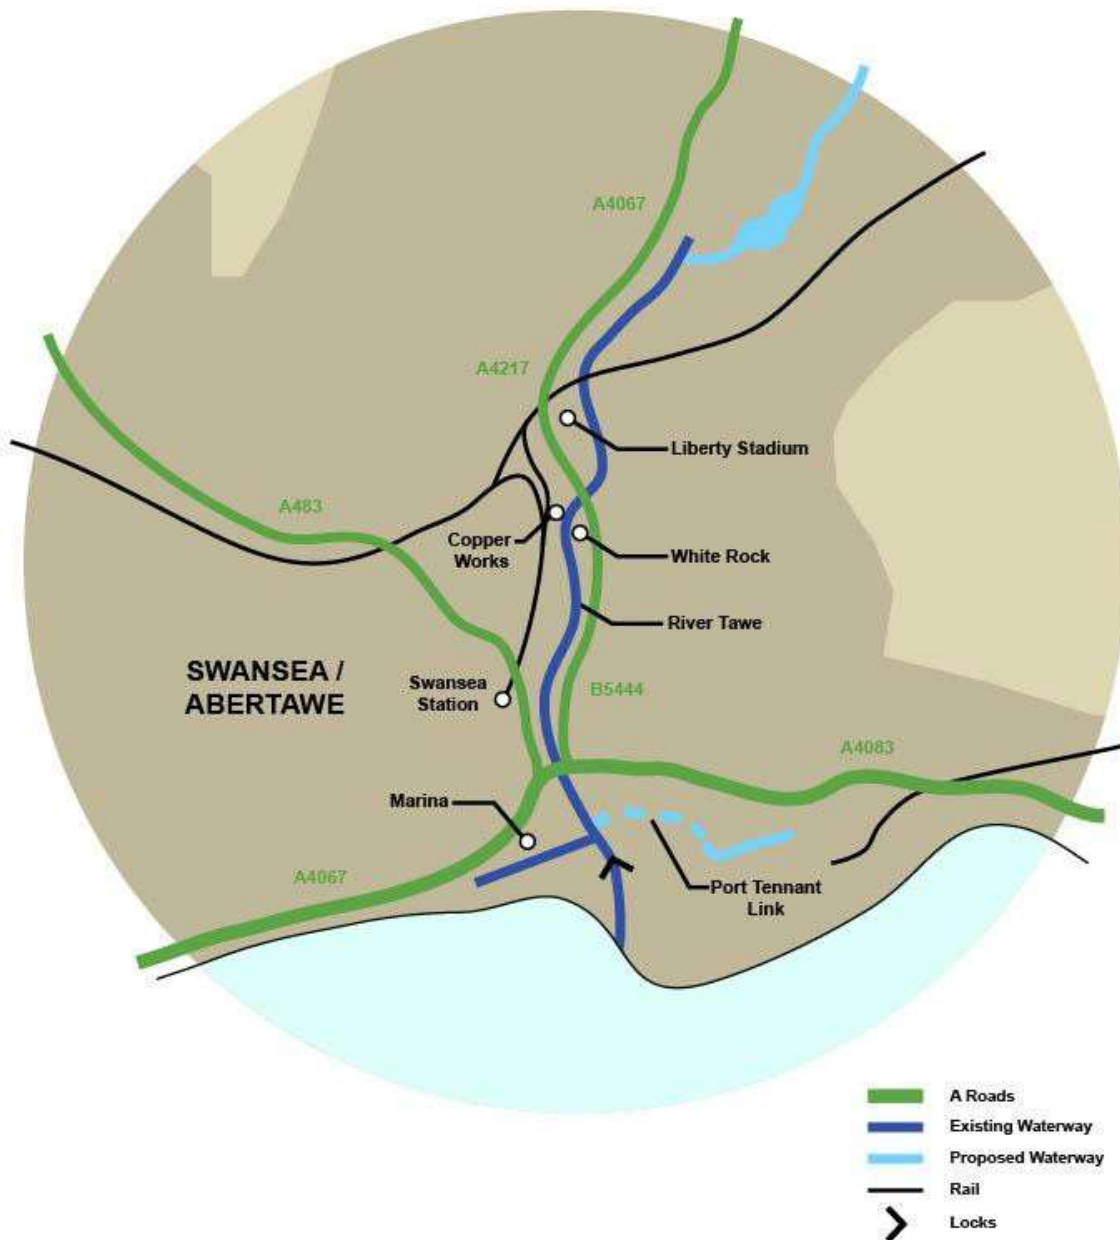 A4067
A4217
Liberty Stadium
A483
Copper
Works
White Rock
River Tawe
SWANSEA /
ABERTAWE
Swansea
Station
B5444
A4083
Marina
A4067
Port Tennant
Link
A Roads
Existing Waterway
Proposed Waterway
Rail
Locks